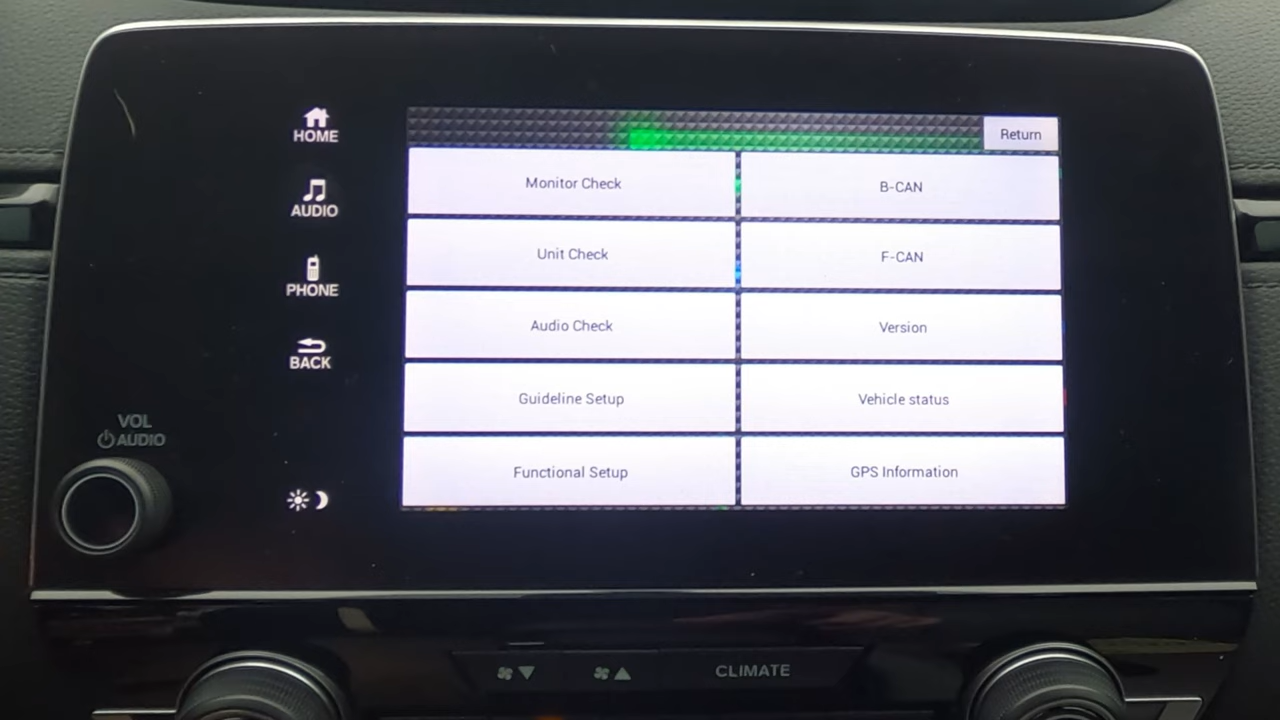 HOME
AUDIO
PHONE
BACK
VOL
AUDIO
Return
Monitor Check
B-CAN
Unit Check
F-CAN
Audio Check
Version
Guideline Setup
Vehicle status
Functional Setup
GPS Information
CLIMATE